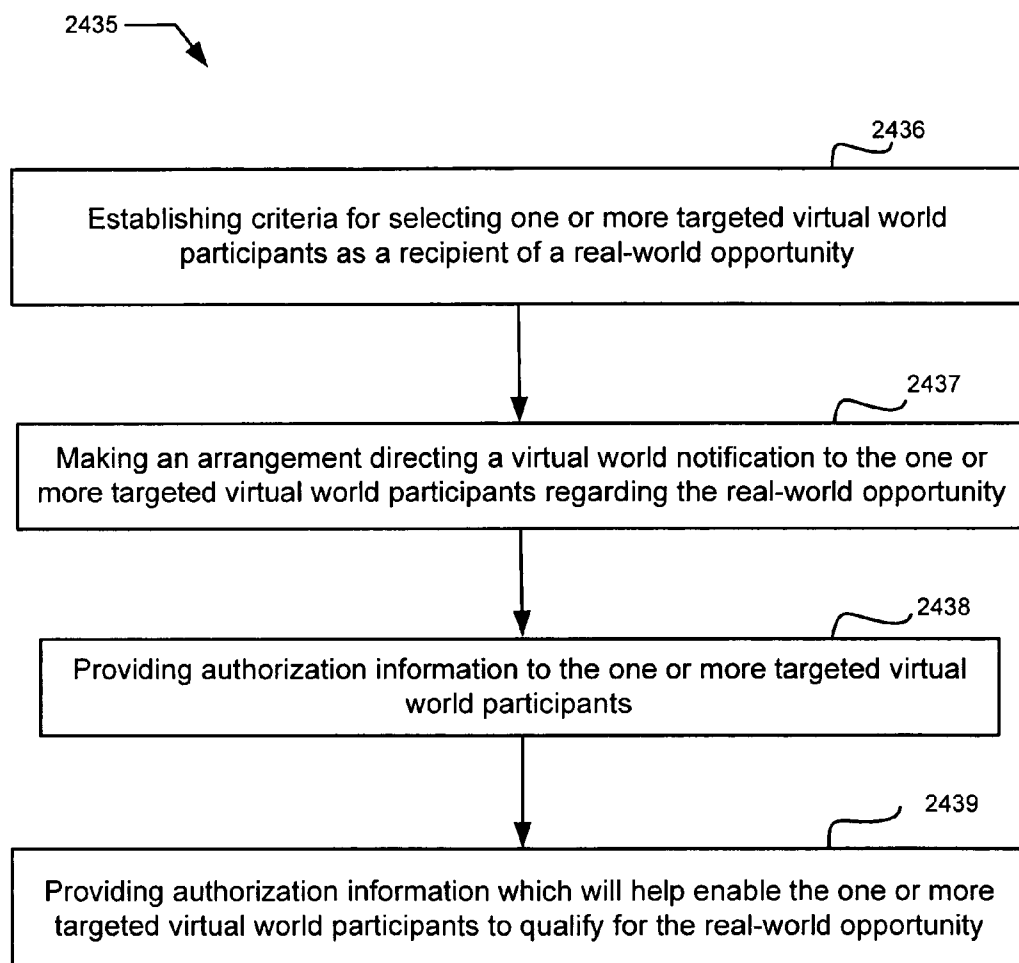 2435
2436
Establishing criteria for selecting one or more targeted virtual world
participants as a recipient of a real-world opportunity
2437
Making an arrangement directing a virtual world notification to the one or
more targeted virtual world participants regarding the real-world opportunity
2438
Providing authorization information to the one or more targeted virtual
world participants
2439
Providing authorization information which will help enable the one or more
targeted virtual world participants to qualify for the real-world opportunity